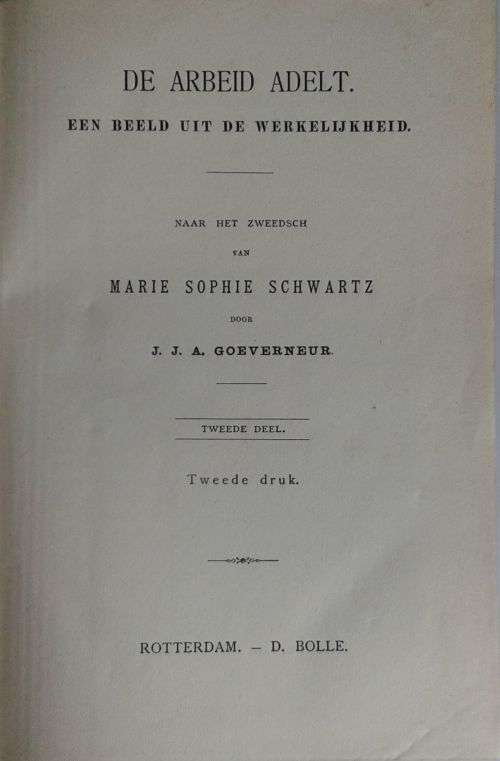 DE ARBEID ADELT.
EEN BEELD UIT DE WERKELIJKHEID.
NAAR HET ZWEEDSCH
VAN
MARIE SOPHIE SCHWARTZ
DOOR
J. J. A. GOEVERNEUR.
TWEEDE DEEL.
Tweede druk.
ROTTERDAM. – D. BOLLE.